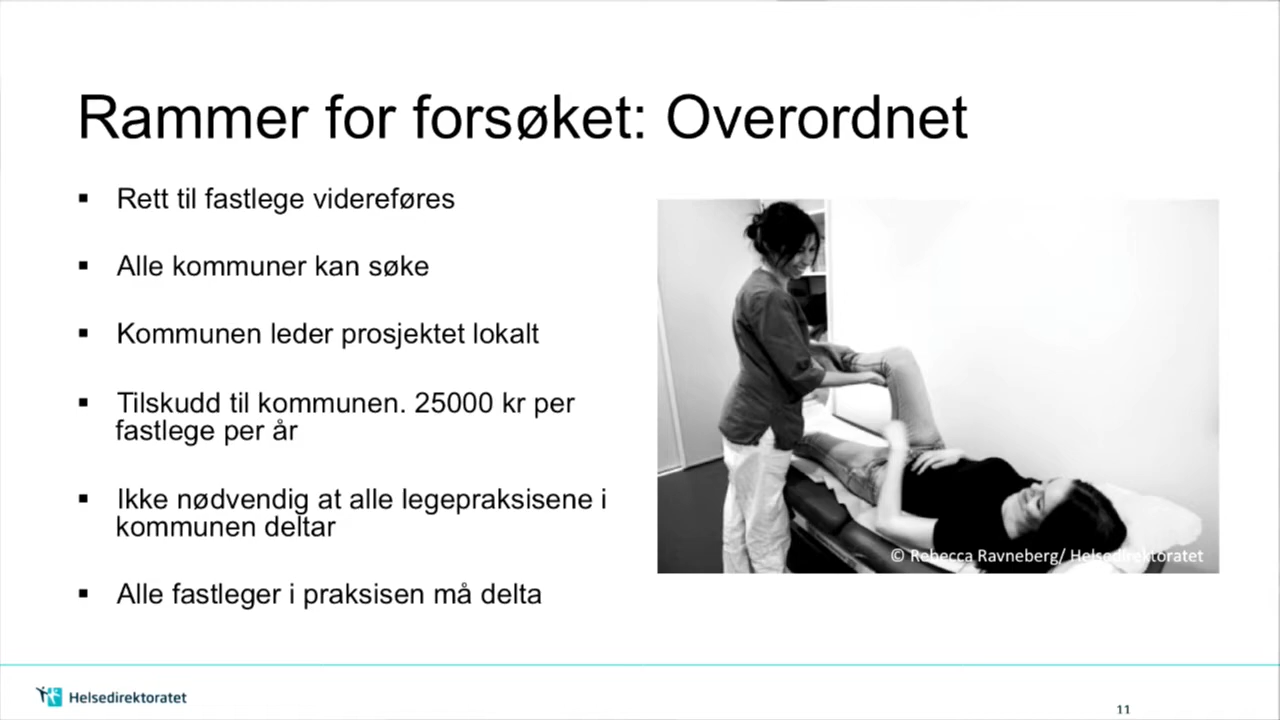 Rammer for forsøket: Overordnet
▪ Rett til fastlege videreføres
▪ Alle kommuner kan søke
▪ Kommunen leder prosjektet lokalt
▪ Tilskudd til kommunen. 25000 kr per
fastlege per år
▪ Ikke nødvendig at alle legepraksisene i
kommunen deltar
▪ Alle fastleger i praksisen må delta
© Rebecca Ravneberg/ Helsedirektoratet
Helsedirektoratet
11